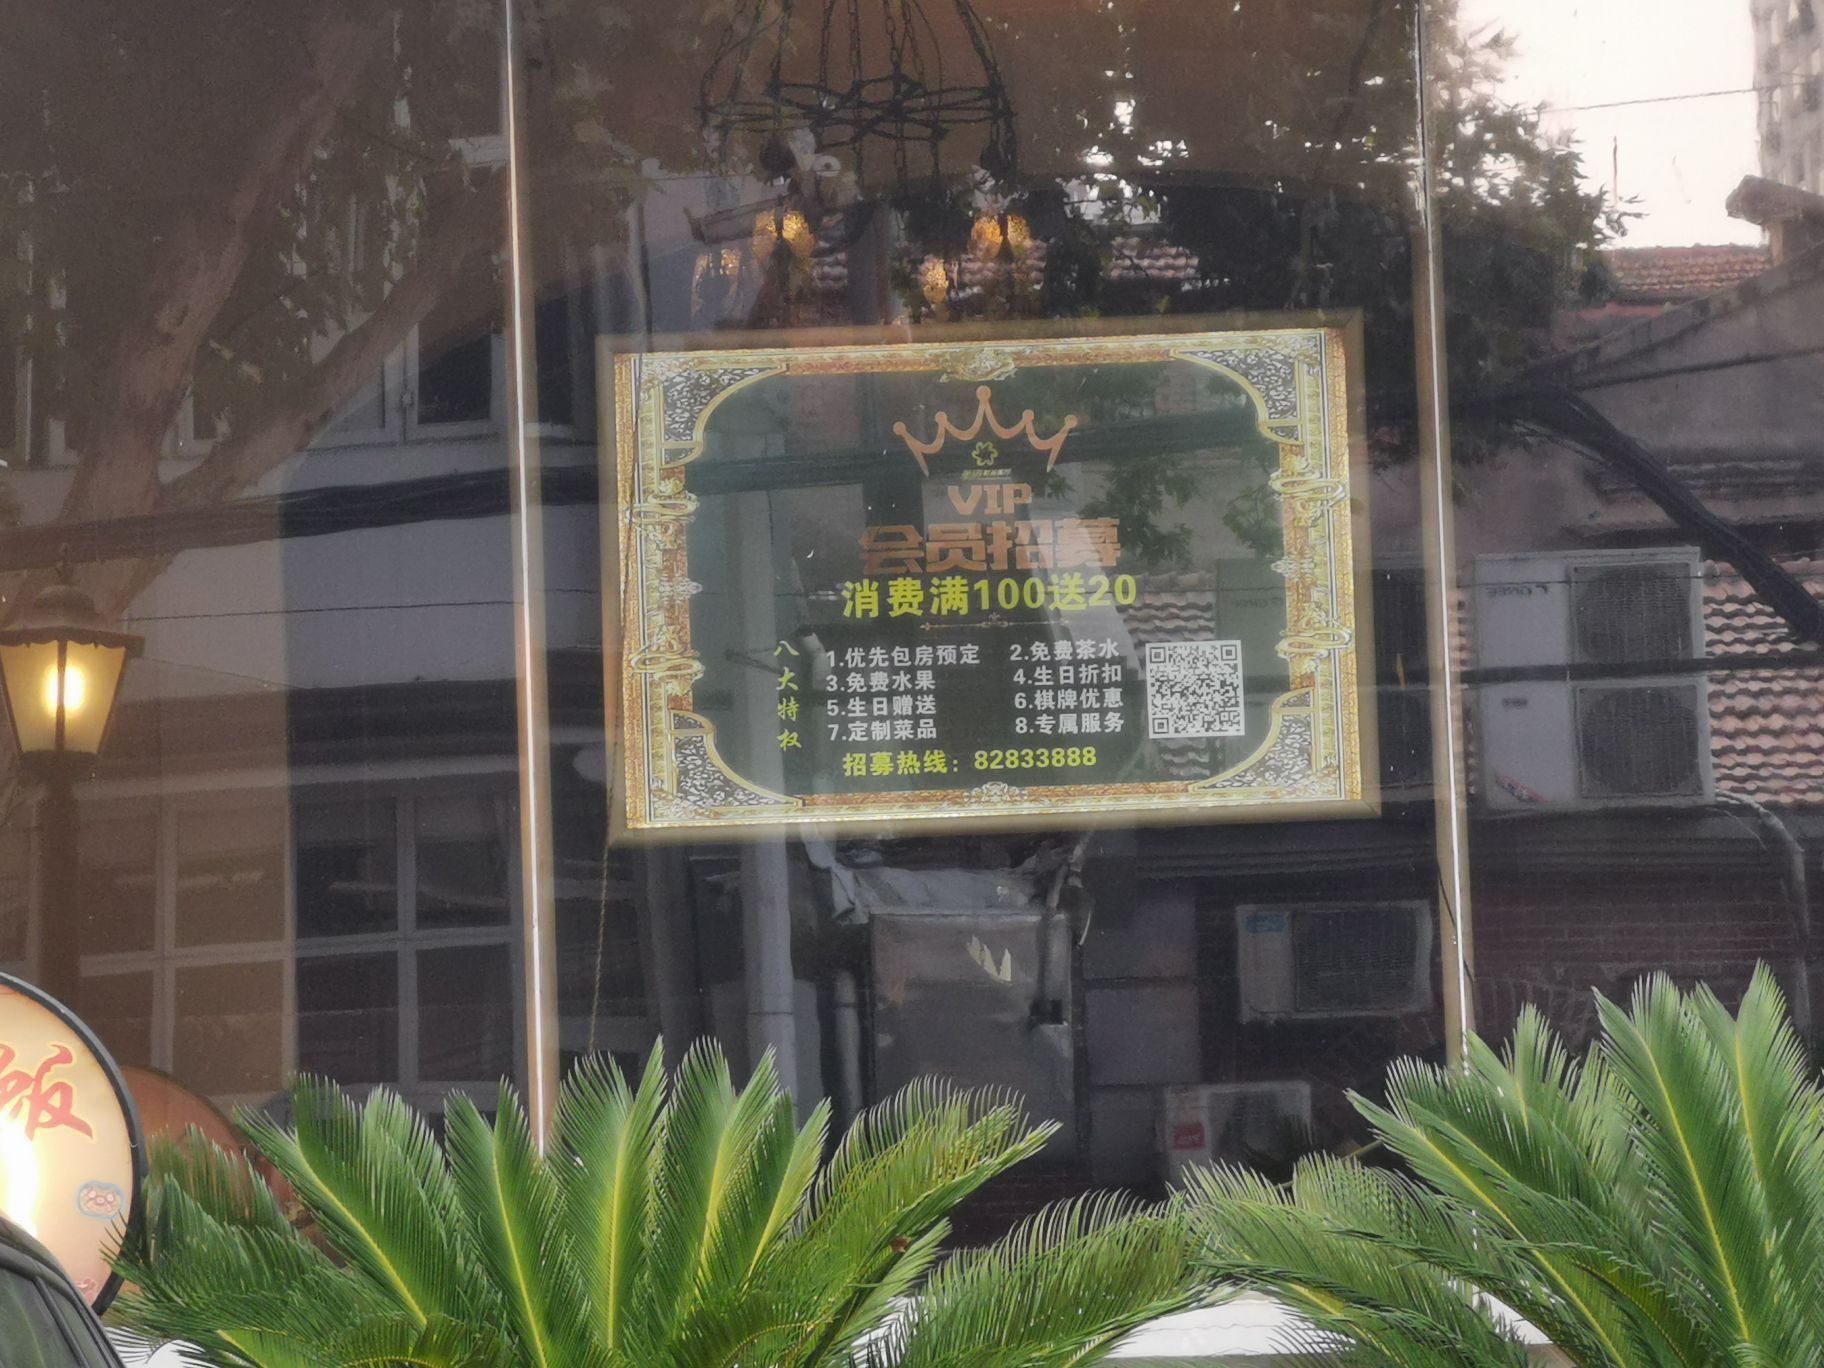 VIP
会员招募
消费满100送20
八大特权
1.优先包房预定 2.免费茶水
3.免费水果 4.生日折扣
5.生日赠送 6.棋牌优惠
7.定制菜品 8.专属服务
招募热线：82833888
饭